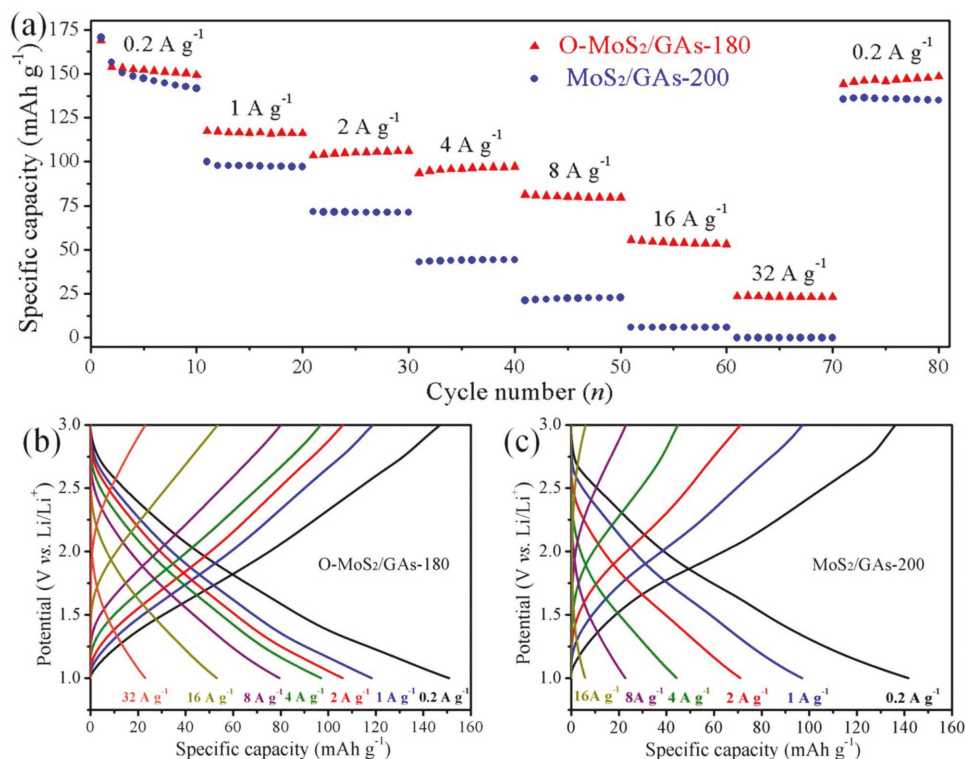 (a)
175
150
125
100
75
50
25
0
Specific capacity (mAh g⁻¹)
0.2 A g⁻¹
1 A g⁻¹
2 A g⁻¹
4 A g⁻¹
8 A g⁻¹
16 A g⁻¹
32 A g⁻¹
0.2 A g⁻¹
O-MoS₂/GAs-180
MoS₂/GAs-200
0 10 20 30 40 50 60 70 80
Cycle number (n)
(b)
3.0
2.5
2.0
1.5
1.0
Potential (V vs. Li/Li⁺)
O-MoS₂/GAs-180
32 A g⁻¹ 16 A g⁻¹ 8 A g⁻¹ 4 A g⁻¹ 2 A g⁻¹ 1 A g⁻¹ 0.2 A g⁻¹
0 20 40 60 80 100 120 140 160
Specific capacity (mAh g⁻¹)
(c)
3.0
2.5
2.0
1.5
1.0
Potential (V vs. Li/Li⁺)
MoS₂/GAs-200
16 A g⁻¹ 8 A g⁻¹ 4 A g⁻¹ 2 A g⁻¹ 1 A g⁻¹ 0.2 A g⁻¹
0 20 40 60 80 100 120 140 160
Specific capacity (mAh g⁻¹)